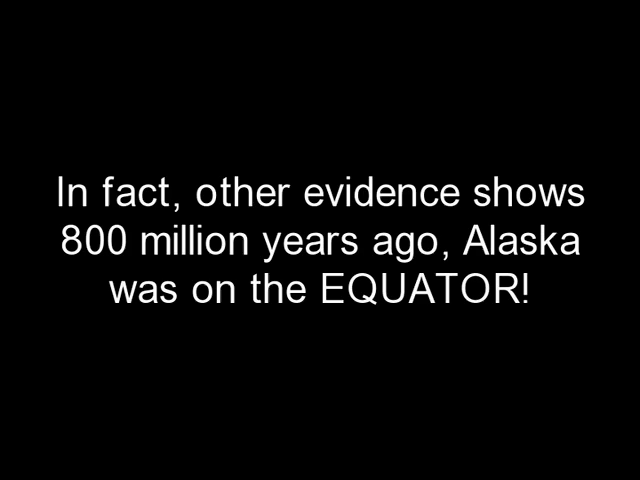 In fact, other evidence shows
800 million years ago, Alaska
was on the EQUATOR!